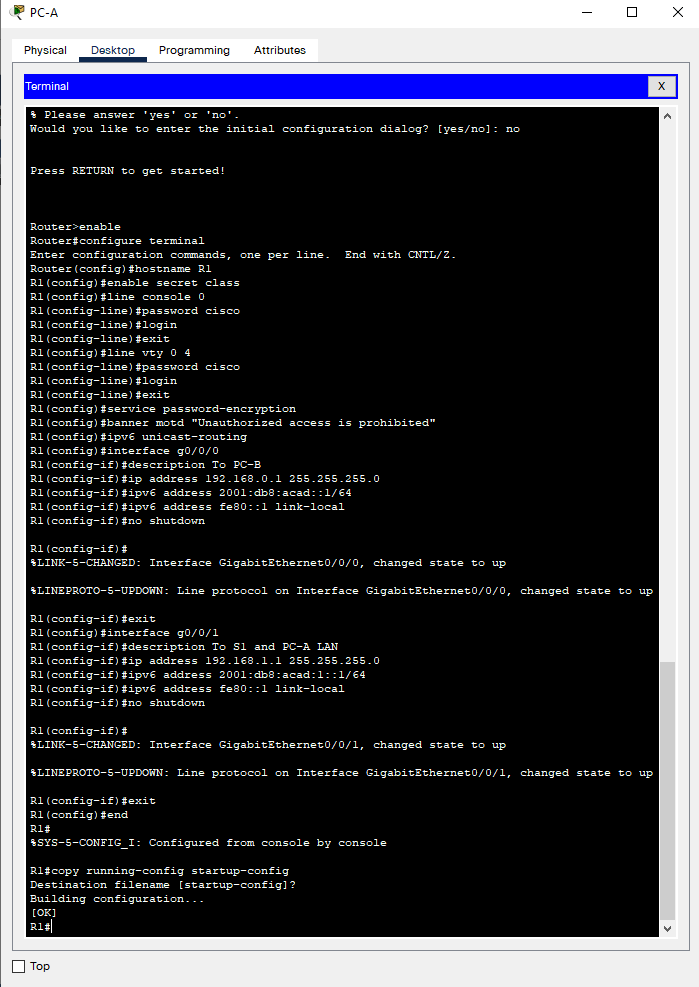 PC-A
Physical Desktop Programming Attributes
Terminal X
% Please answer 'yes' or 'no'.
Would you like to enter the initial configuration dialog? [yes/no]: no
Press RETURN to get started!
Router>enable
Router#configure terminal
Enter configuration commands, one per line.  End with CNTL/Z.
Router(config)#hostname R1
R1(config)#enable secret class
R1(config)#line console 0
R1(config-line)#password cisco
R1(config-line)#login
R1(config-line)#exit
R1(config)#line vty 0 4
R1(config-line)#password cisco
R1(config-line)#login
R1(config-line)#exit
R1(config)#service password-encryption
R1(config)#banner motd "Unauthorized access is prohibited"
R1(config)#ipv6 unicast-routing
R1(config)#interface g0/0/0
R1(config-if)#description To PC-B
R1(config-if)#ip address 192.168.0.1 255.255.255.0
R1(config-if)#ipv6 address 2001:db8:acad::1/64
R1(config-if)#ipv6 address fe80::1 link-local
R1(config-if)#no shutdown
R1(config-if)#
%LINK-5-CHANGED: Interface GigabitEthernet0/0/0, changed state to up
%LINEPROTO-5-UPDOWN: Line protocol on Interface GigabitEthernet0/0/0, changed state to up
R1(config-if)#exit
R1(config)#interface g0/0/1
R1(config-if)#description To S1 and PC-A LAN
R1(config-if)#ip address 192.168.1.1 255.255.255.0
R1(config-if)#ipv6 address 2001:db8:acad:1::1/64
R1(config-if)#ipv6 address fe80::1 link-local
R1(config-if)#no shutdown
R1(config-if)#
%LINK-5-CHANGED: Interface GigabitEthernet0/0/1, changed state to up
%LINEPROTO-5-UPDOWN: Line protocol on Interface GigabitEthernet0/0/1, changed state to up
R1(config-if)#exit
R1(config)#end
R1#
%SYS-5-CONFIG_I: Configured from console by console
R1#copy running-config startup-config
Destination filename [startup-config]?
Building configuration...
[OK]
R1#
Top